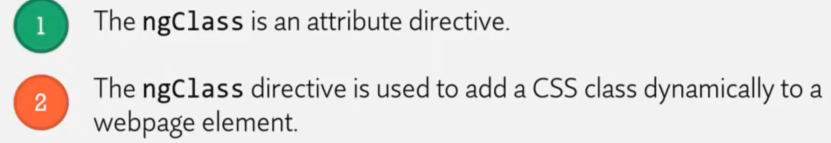 1 The ngClass is an attribute directive.
2 The ngClass directive is used to add a CSS class dynamically to a
webpage element.